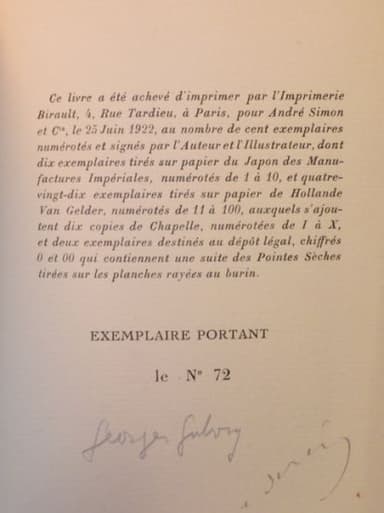 Ce livre a été achevé d'imprimer par l'Imprimerie
Birault, 4, Rue Tardieu, à Paris, pour André Simon
et Cie, le 25 Juin 1922, au nombre de cent exemplaires
numérotés et signés par l'Auteur et l'Illustrateur, dont
dix exemplaires tirés sur papier du Japon des Manu-
factures Impériales, numérotés de 1 à 10, et quatre-
vingt-dix exemplaires tirés sur papier de Hollande
Van Gelder, numérotés de 11 à 100, auxquels s'ajou-
tent dix copies de Chapelle, numérotées de I à X,
et deux exemplaires destinés au dépôt légal, chiffrés
0 et 00 qui contiennent une suite des Pointes Sèches
tirées sur les planches rayées au burin.
EXEMPLAIRE PORTANT
le No 72
Georges